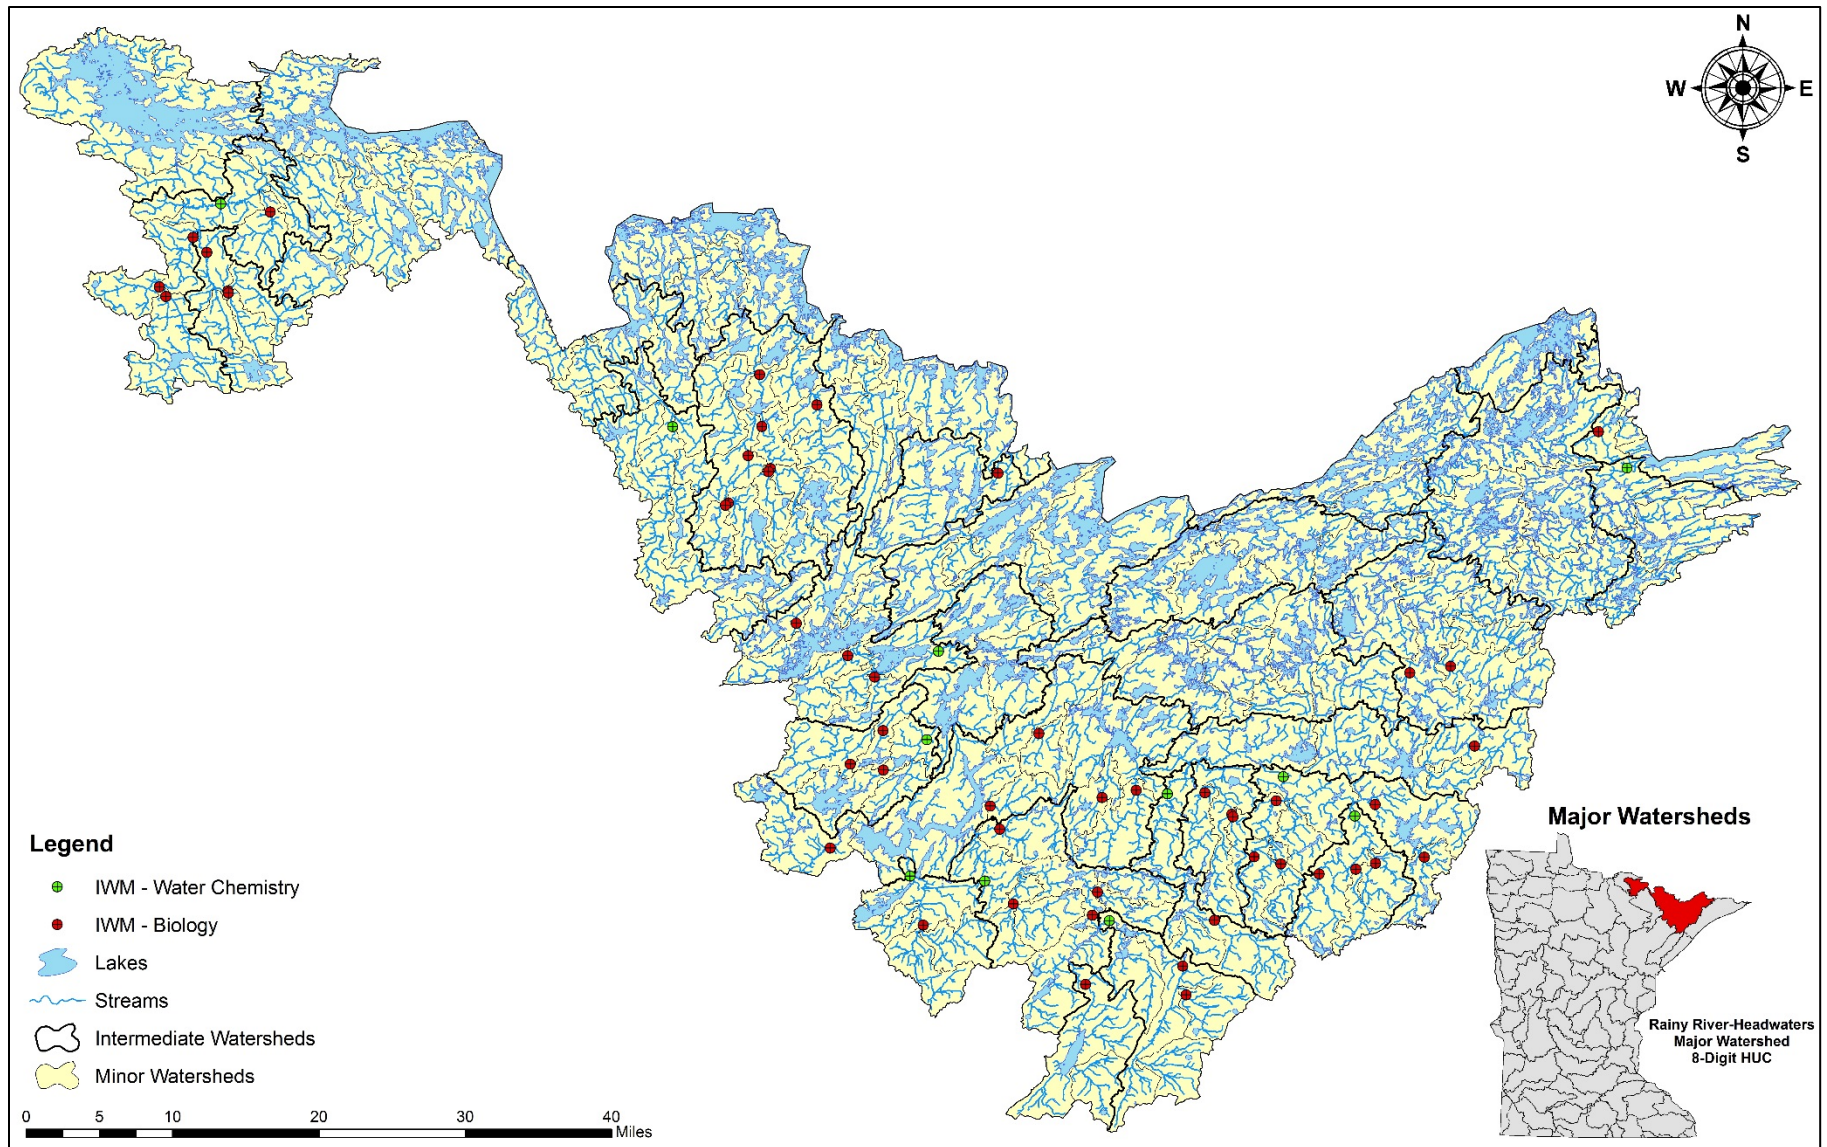 N
W E
S
Legend
IWM - Water Chemistry
IWM - Biology
Lakes
Streams
Intermediate Watersheds
Minor Watersheds
0 5 10 20 30 40
Miles
Major Watersheds
Rainy River-Headwaters
Major Watershed
8-Digit HUC